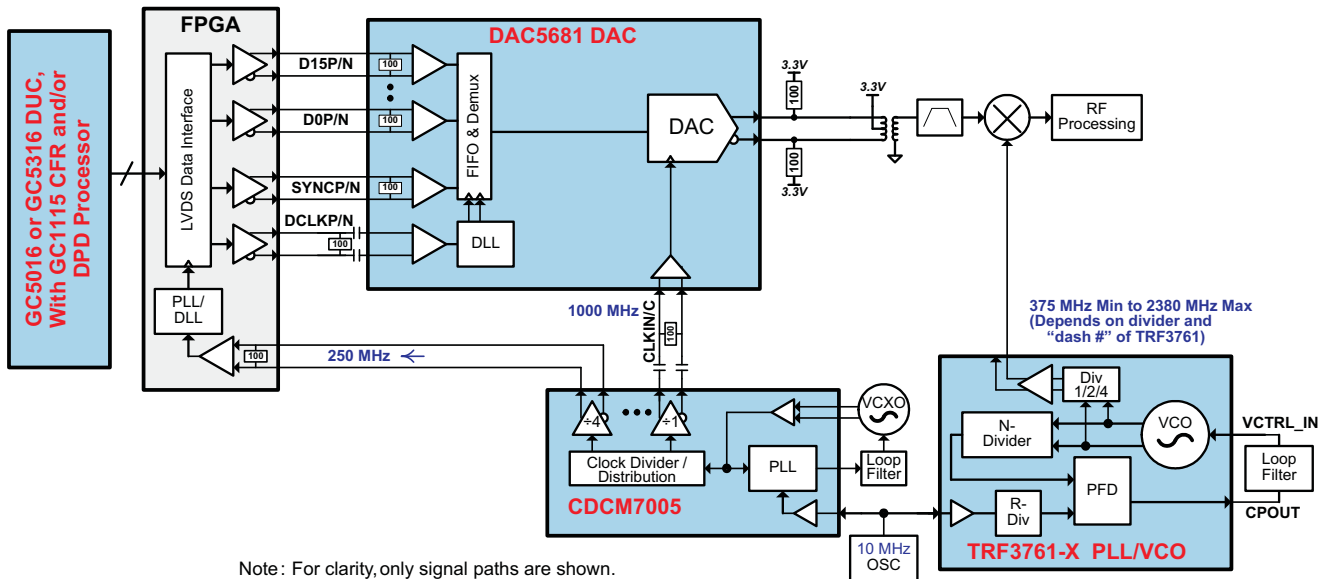 GC5016 or GC5316 DUC,
With GC1115 CFR and/or
DPD Processor
FPGA
LVDS Data Interface
PLL/
DLL
100
D15P/N
D0P/N
SYNCP/N
DCLKP/N
100
250 MHz
DAC5681 DAC
100
100
100
FIFO & Demux
DLL
DAC
1000 MHz
CLKIN/C
100
3.3V
100
100
3.3V
3.3V
RF
Processing
375 MHz Min to 2380 MHz Max
(Depends on divider and
“dash #” of TRF3761)
÷4
÷1
Clock Divider /
Distribution
PLL
CDCM7005
VCXO
Loop
Filter
10 MHz
OSC
Div
1/2/4
N-
Divider
VCO
R-
Div
PFD
TRF3761-X PLL/VCO
VCTRL_IN
Loop
Filter
CPOUT
Note: For clarity, only signal paths are shown.